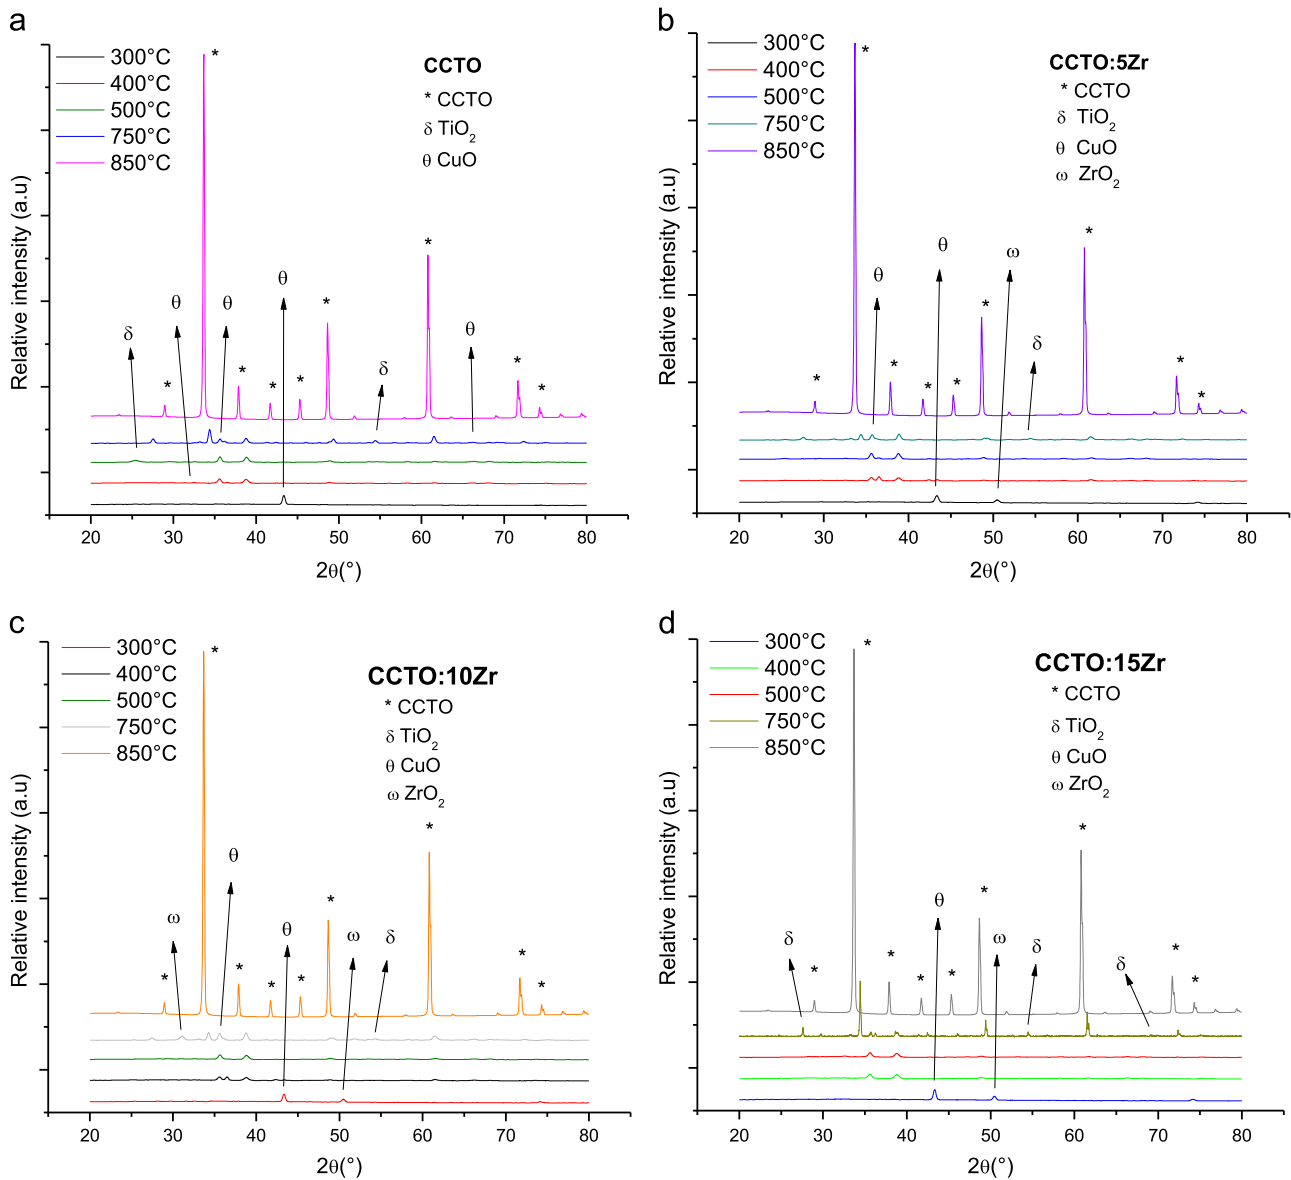 a
Relative intensity (a.u)
300°C
400°C
500°C
750°C
850°C
CCTO
* CCTO
δ TiO₂
θ CuO
*
*
*
*
*
*
*
*
*
*
δ
θ
θ
θ
δ
θ
20 30 40 50 60 70 80
2θ(°)
b
Relative intensity (a.u)
300°C
400°C
500°C
750°C
850°C
CCTO:5Zr
* CCTO
δ TiO₂
θ CuO
ω ZrO₂
*
*
*
*
*
*
*
*
*
θ
θ
ω
δ
20 30 40 50 60 70 80
2θ(°)
c
Relative intensity (a.u)
300°C
400°C
500°C
750°C
850°C
CCTO:10Zr
* CCTO
δ TiO₂
θ CuO
ω ZrO₂
*
*
*
*
*
*
*
*
*
ω
θ
θ
ω
δ
20 30 40 50 60 70 80
2θ(°)
d
Relative intensity (a.u)
300°C
400°C
500°C
750°C
850°C
CCTO:15Zr
* CCTO
δ TiO₂
θ CuO
ω ZrO₂
*
*
*
*
*
*
*
*
*
δ
θ
ω
δ
δ
20 30 40 50 60 70 80
2θ(°)